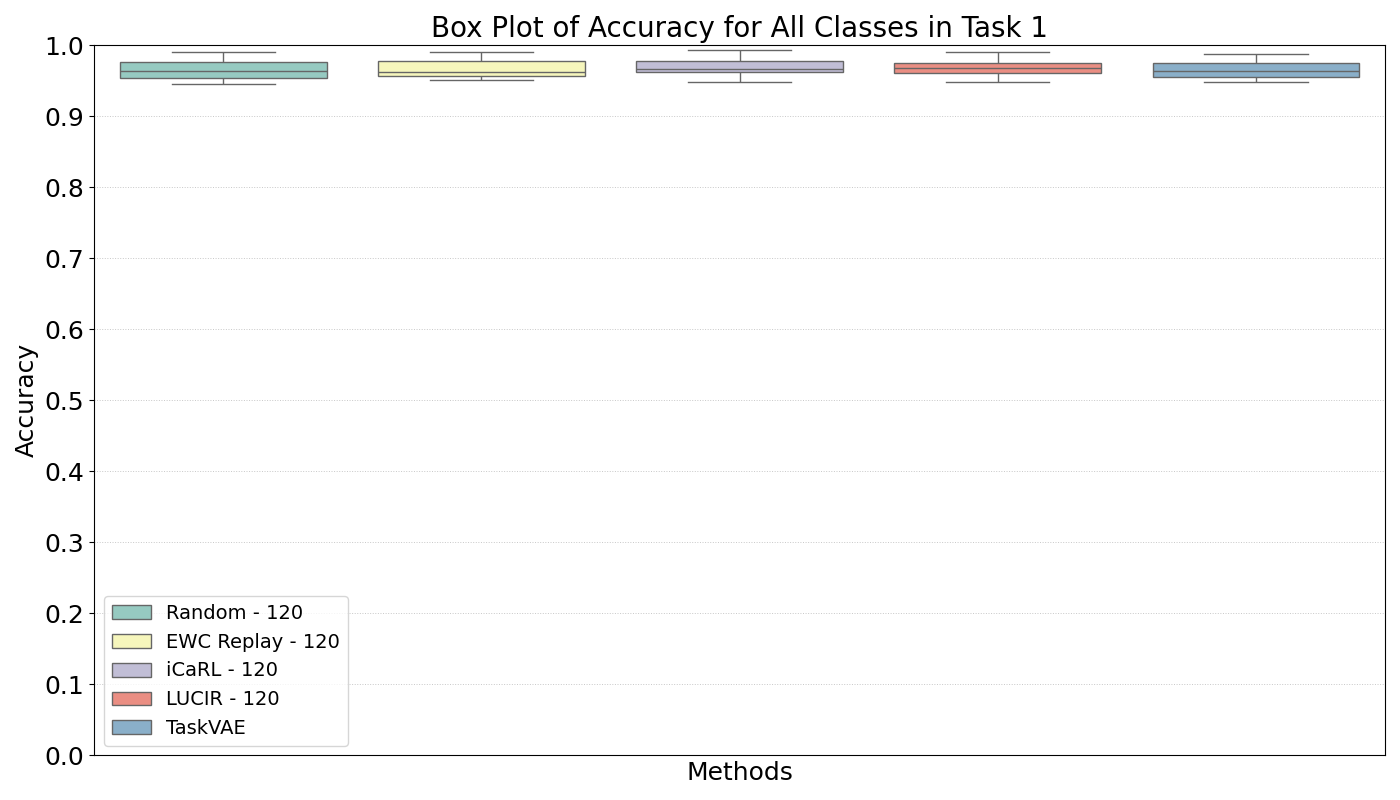 Box Plot of Accuracy for All Classes in Task 1
1.0
0.9
0.8
0.7
0.6
0.5
0.4
0.3
0.2
0.1
0.0
Accuracy
Random - 120
EWC Replay - 120
iCaRL - 120
LUCIR - 120
TaskVAE
Methods